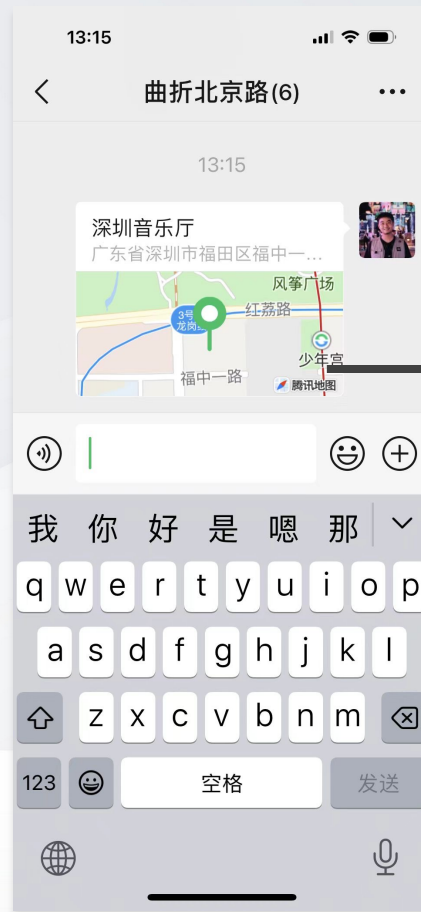 13:15
曲折北京路(6)
13:15
深圳音乐厅
广东省深圳市福田区福中一…
风筝广场
3号
龙岗线
红荔路
少年宫
福中一路
腾讯地图
我 你 好 是 嗯 那
q w e r t y u i o p
a s d f g h j k l
z x c v b n m
123 空格 发送